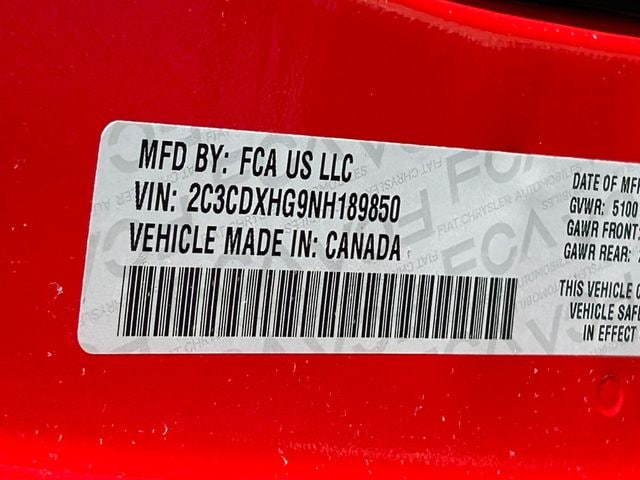 MFD BY: FCA US LLC
VIN: 2C3CDXHG9NH189850
VEHICLE MADE IN: CANADA
DATE OF MF
GVWR: 5100
GAWR FRONT:
GAWR REAR:
THIS VEHICLE
VEHICLE SAFE
IN EFFECT